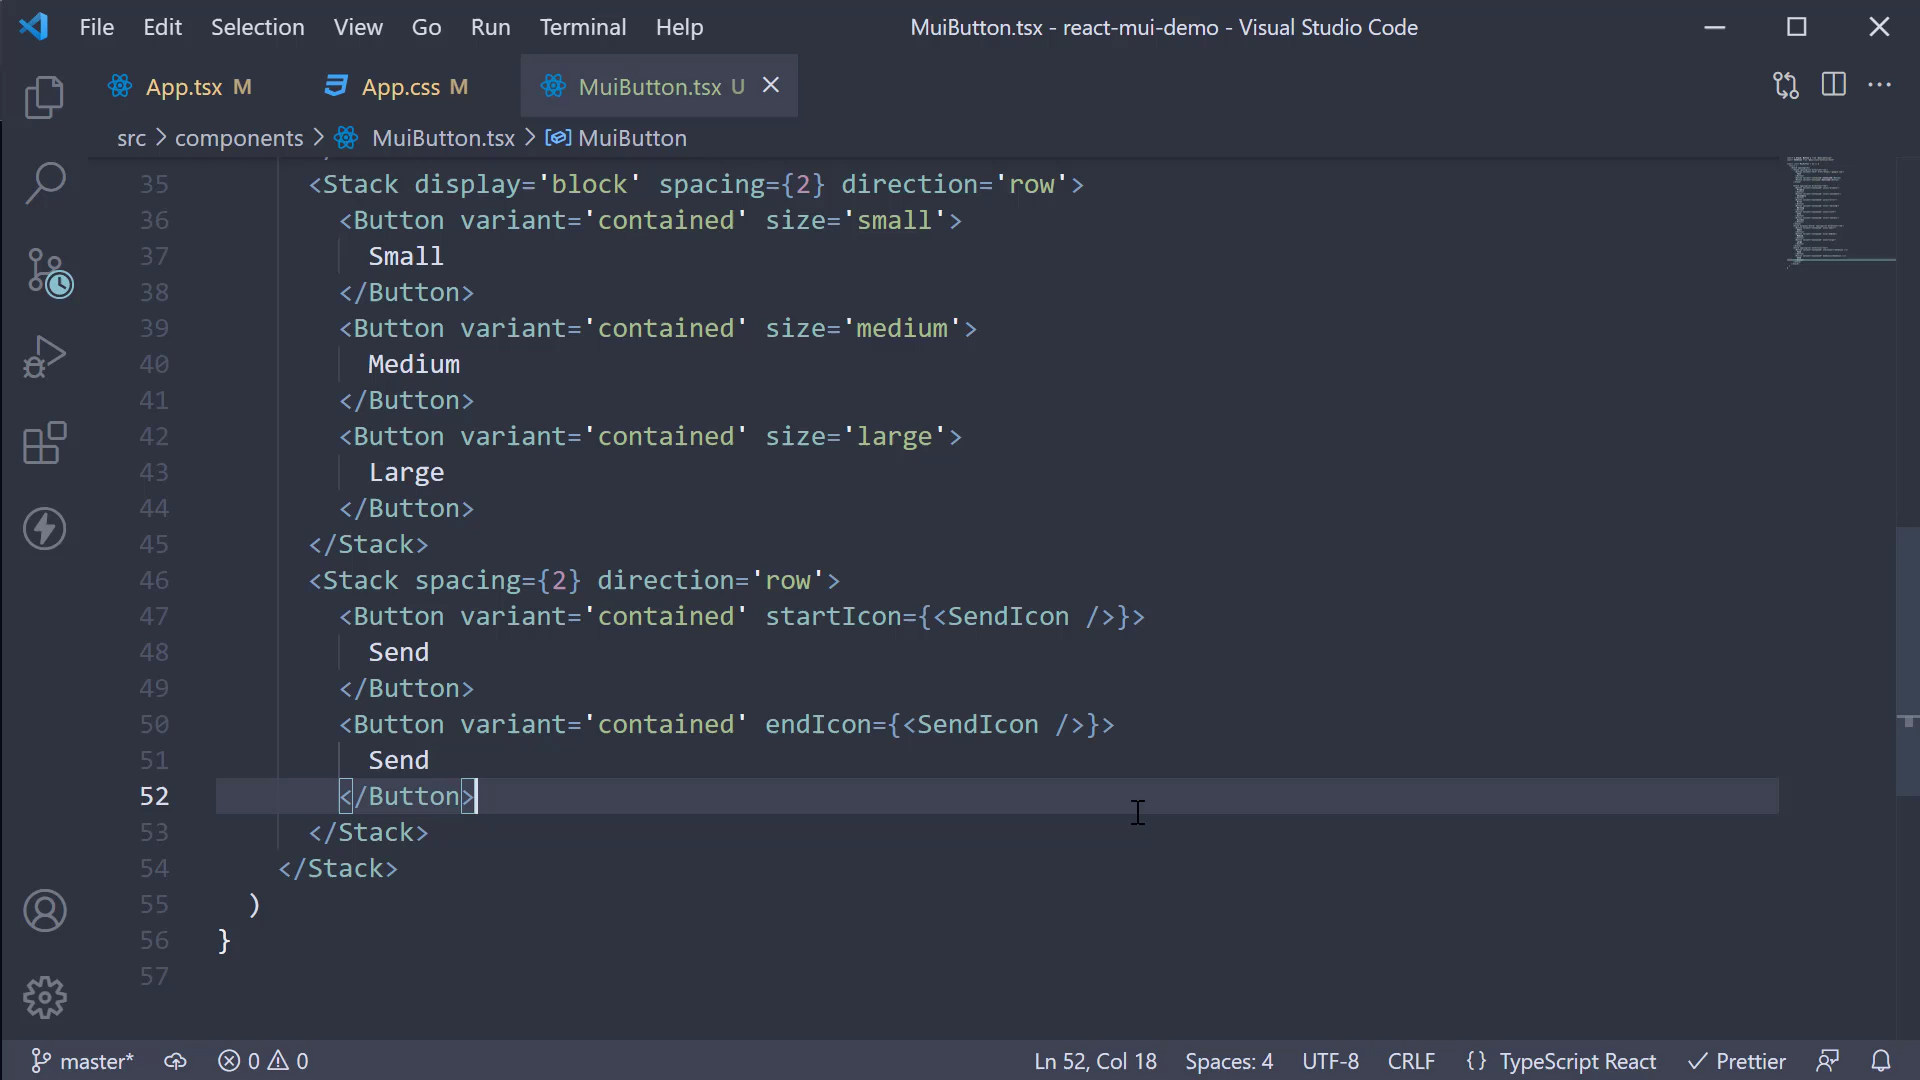 File Edit Selection View Go Run Terminal Help MuiButton.tsx - react-mui-demo - Visual Studio Code
App.tsx M App.css M MuiButton.tsx U
src > components > MuiButton.tsx > MuiButton
35 <Stack display='block' spacing={2} direction='row'>
36 <Button variant='contained' size='small'>
37 Small
38 </Button>
39 <Button variant='contained' size='medium'>
40 Medium
41 </Button>
42 <Button variant='contained' size='large'>
43 Large
44 </Button>
45 </Stack>
46 <Stack spacing={2} direction='row'>
47 <Button variant='contained' startIcon={<SendIcon />}>
48 Send
49 </Button>
50 <Button variant='contained' endIcon={<SendIcon />}>
51 Send
52 </Button>
53 </Stack>
54 </Stack>
55 )
56 }
57
master* 0 0 Ln 52, Col 18 Spaces: 4 UTF-8 CRLF {} TypeScript React Prettier